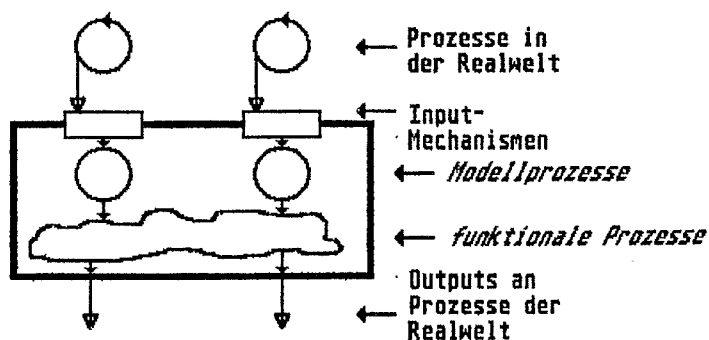 Prozesse in
der Realwelt
Input-
Mechanismen
Modellprozesse
funktionale Prozesse
Outputs an
Prozesse der
Realwelt